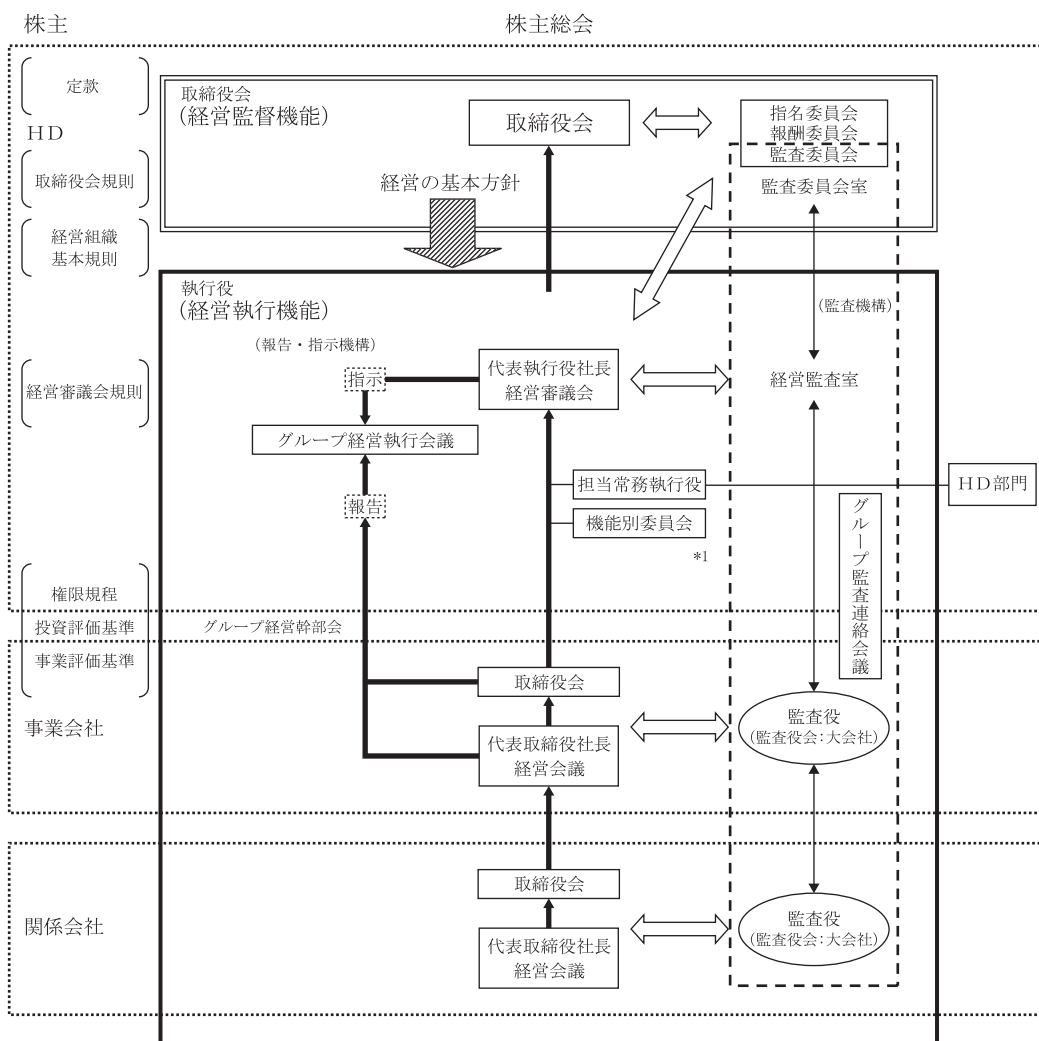 株主
株主総会
定款
HD
取締役会
（経営監督機能）
取締役会
指名委員会
報酬委員会
監査委員会
監査委員会室
取締役会規則
経営の基本方針
経営組織
基本規則
執行役
（経営執行機能）
（監査機構）
（報告・指示機構）
経営審議会規則
指示
代表執行役社長
経営審議会
経営監査室
グループ経営執行会議
担当常務執行役
HD部門
報告
機能別委員会
*1
グループ監査連絡会議
権限規程
投資評価基準
事業評価基準
グループ経営幹部会
取締役会
事業会社
代表取締役社長
経営会議
監査役
（監査役会：大会社）
取締役会
関係会社
代表取締役社長
経営会議
監査役
（監査役会：大会社）